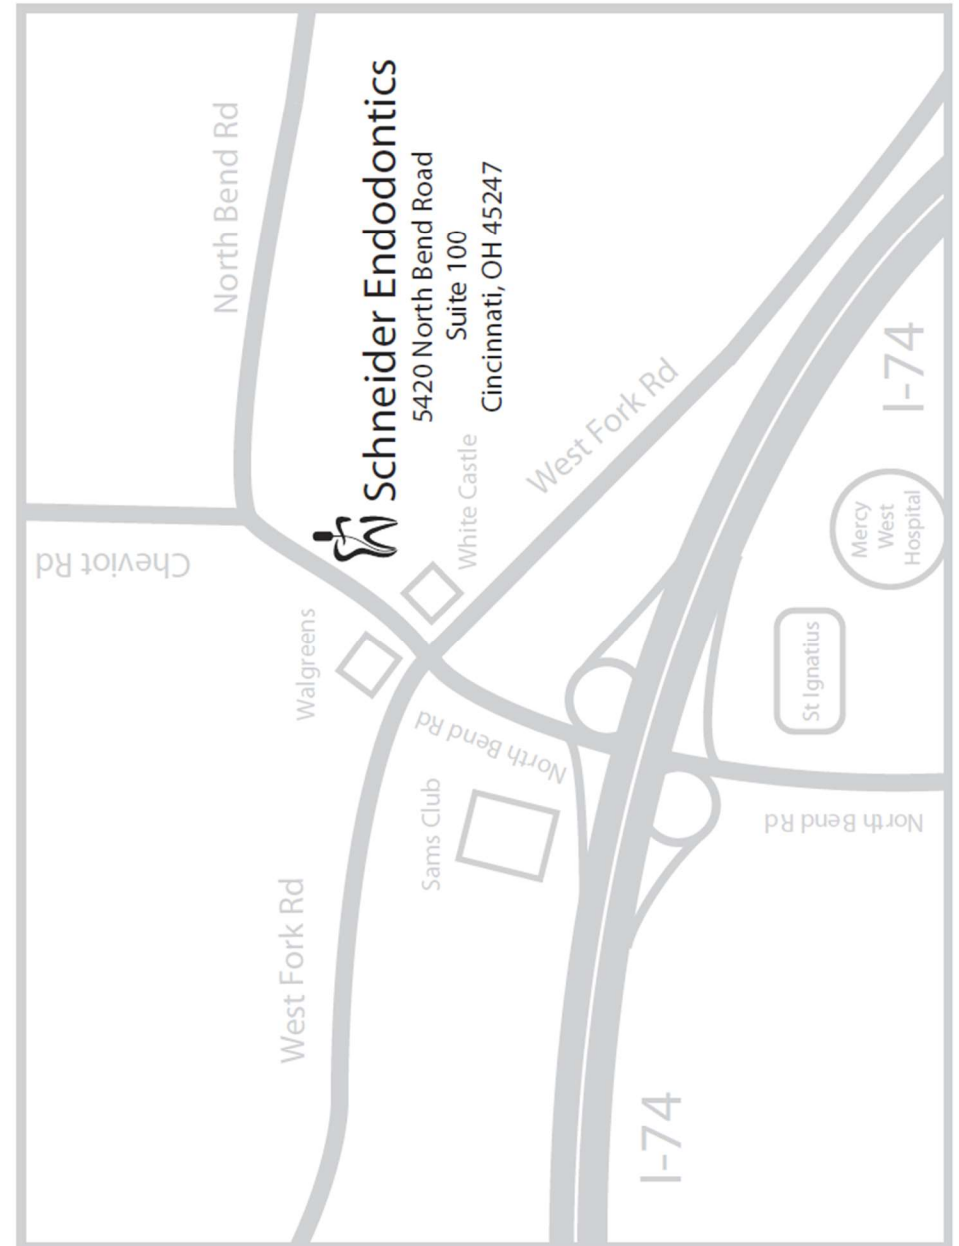 North Bend Rd
Cheviot Rd
Schneider Endodontics
5420 North Bend Road
Suite 100
Cincinnati, OH 45247
Walgreens
White Castle
West Fork Rd
North Bend Rd
Sams Club
West Fork Rd
I-74
Mercy
West
Hospital
St Ignatius
North Bend Rd
I-74